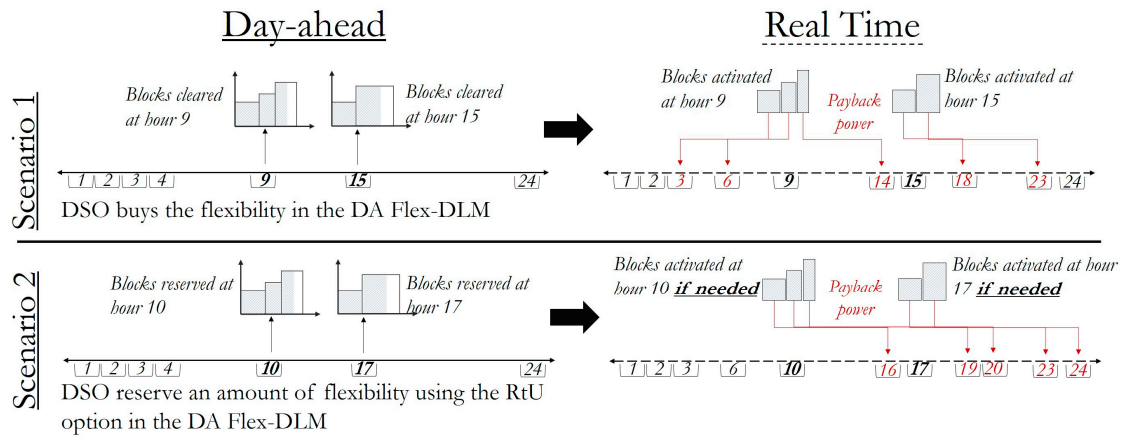 Day-ahead
Real Time
Scenario 1
Blocks cleared
at hour 9
Blocks cleared
at hour 15
1 2 3 4 9 15 24
DSO buys the flexibility in the DA Flex-DLM
Blocks activated
at hour 9
Payback
power
Blocks activated at
hour 15
1 2 3 6 9 14 15 18 23 24
Scenario 2
Blocks reserved at
hour 10
Blocks reserved at
hour 17
1 2 3 4 10 17 24
DSO reserve an amount of flexibility using the RtU
option in the DA Flex-DLM
Blocks activated at
hour 10 if needed
Payback
power
Blocks activated at hour
17 if needed
1 2 3 6 10 16 17 19 20 23 24